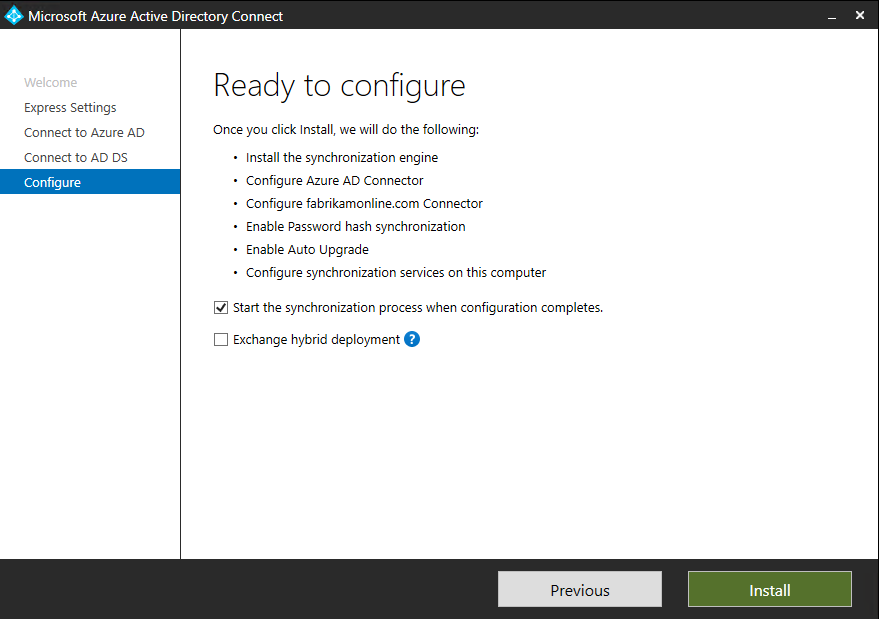 Microsoft Azure Active Directory Connect
Welcome
Express Settings
Connect to Azure AD
Connect to AD DS
Configure
Ready to configure
Once you click Install, we will do the following:
• Install the synchronization engine
• Configure Azure AD Connector
• Configure fabrikamonline.com Connector
• Enable Password hash synchronization
• Enable Auto Upgrade
• Configure synchronization services on this computer
Start the synchronization process when configuration completes.
Exchange hybrid deployment ?
Previous
Install